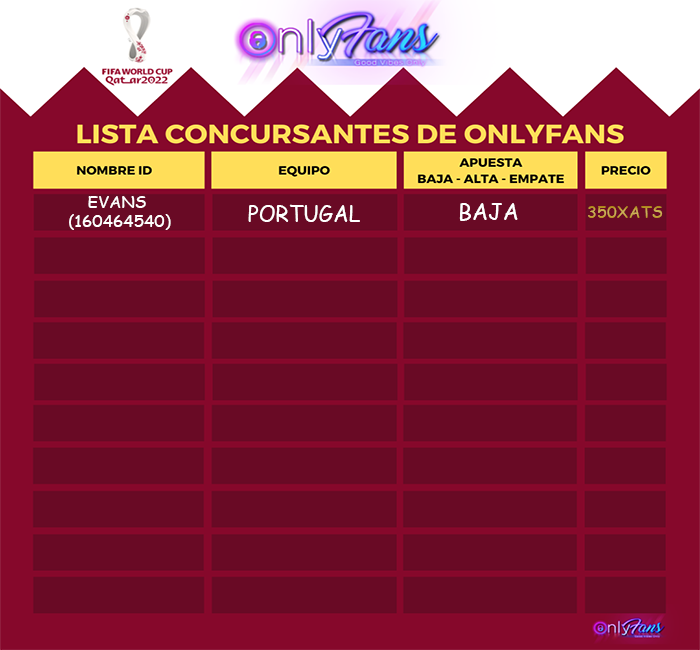 FIFA WORLD CUP
Qatar2022
OnlyFans
Good Vibes Only
LISTA CONCURSANTES DE ONLYFANS
NOMBRE ID
EQUIPO
APUESTA
BAJA - ALTA - EMPATE
PRECIO
EVANS
(160464540)
PORTUGAL
BAJA
350XATS
OnlyFans